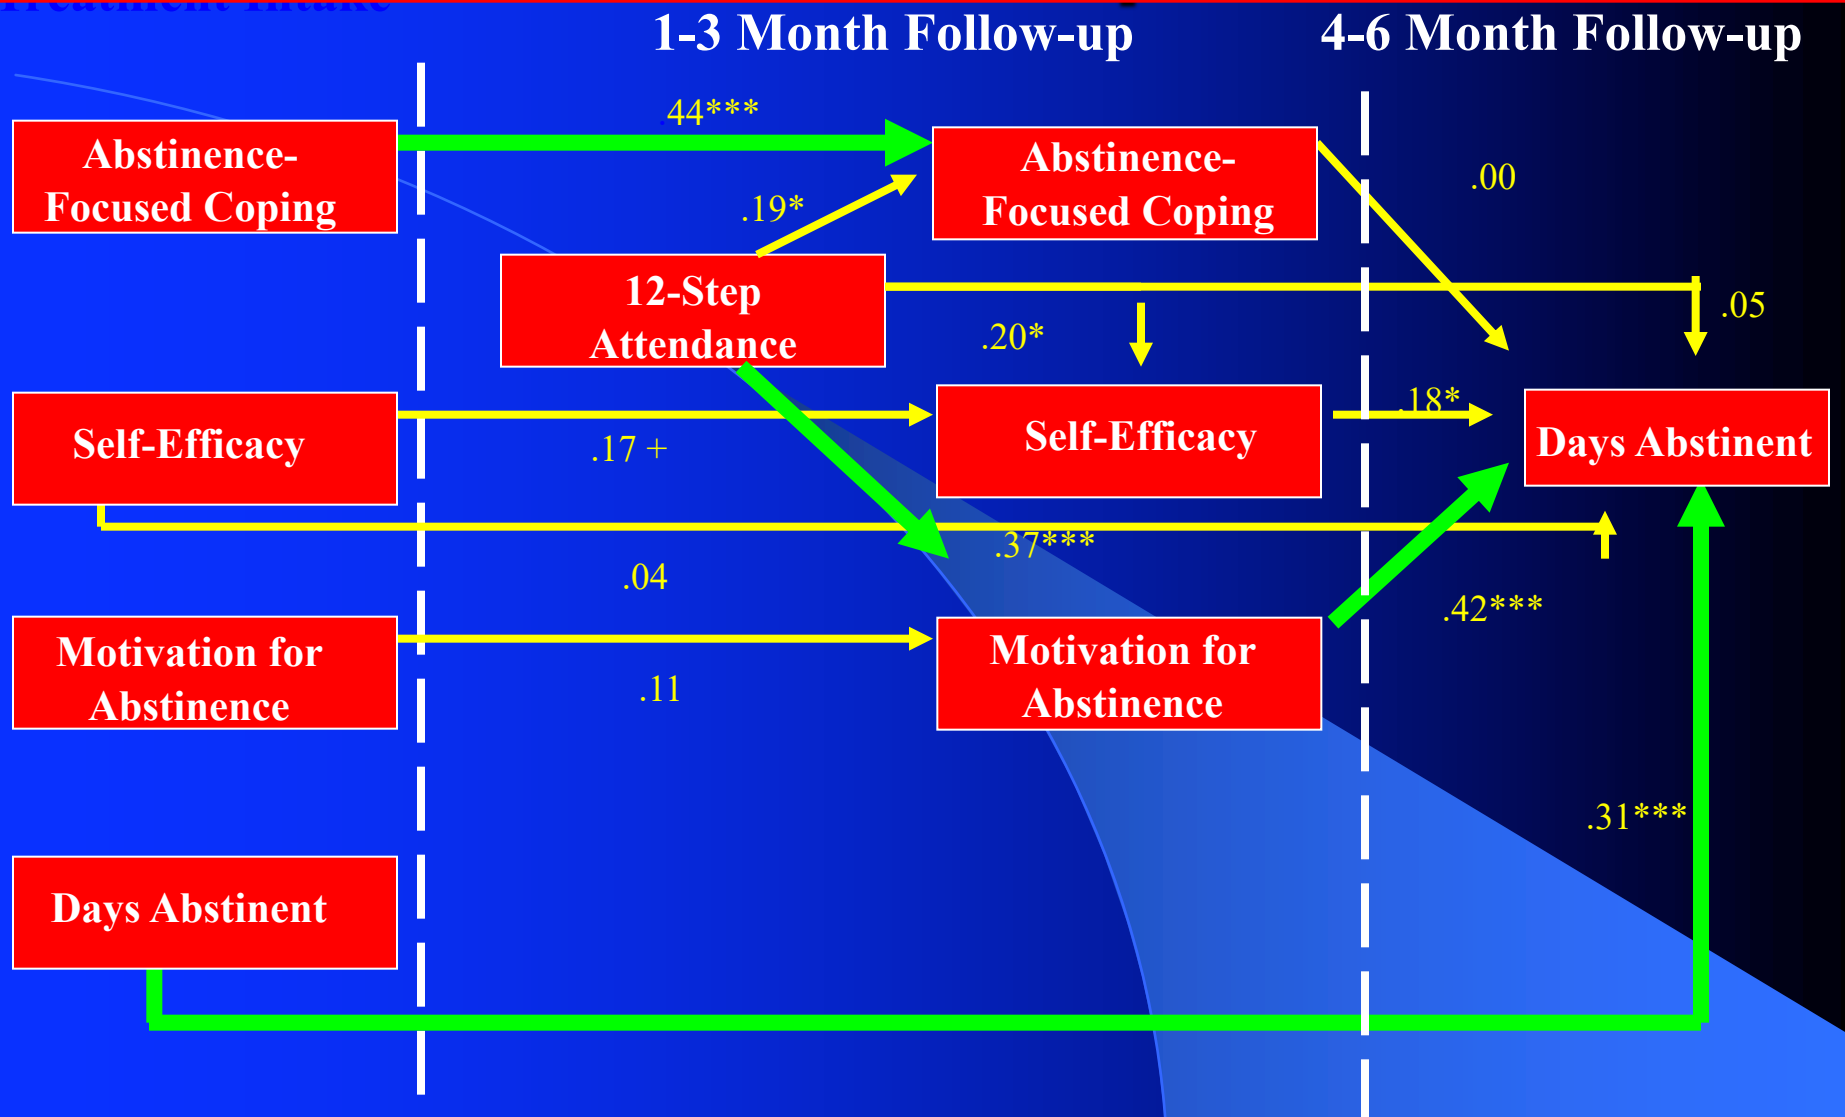 Treatment Intake
1-3 Month Follow-up
4-6 Month Follow-up
.44***
Abstinence-
Focused Coping
Abstinence-
Focused Coping
.00
.19*
12-Step
Attendance
.20*
.05
Self-Efficacy
.17 +
Self-Efficacy
.18*
Days Abstinent
.37***
.04
.42***
Motivation for
Abstinence
.11
Motivation for
Abstinence
.31***
Days Abstinent